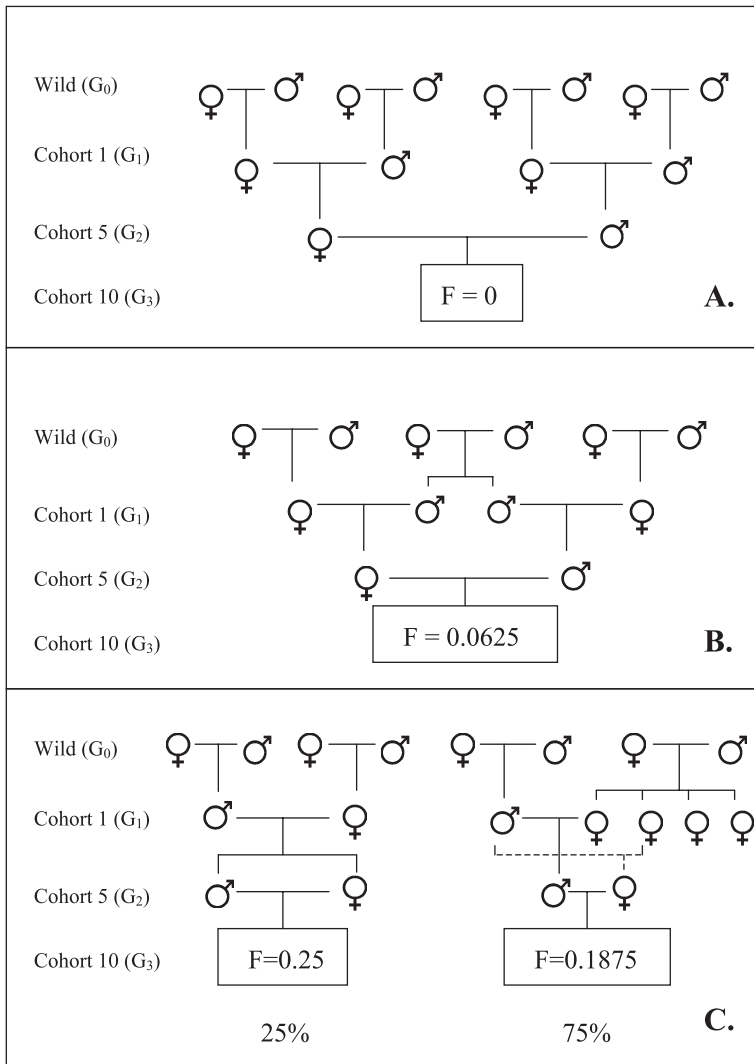 Wild (G₀)
Cohort 1 (G₁)
Cohort 5 (G₂)
Cohort 10 (G₃)
F = 0
A.
Wild (G₀)
Cohort 1 (G₁)
Cohort 5 (G₂)
Cohort 10 (G₃)
F = 0.0625
B.
Wild (G₀)
Cohort 1 (G₁)
Cohort 5 (G₂)
Cohort 10 (G₃)
F=0.25
F=0.1875
25%
75%
C.